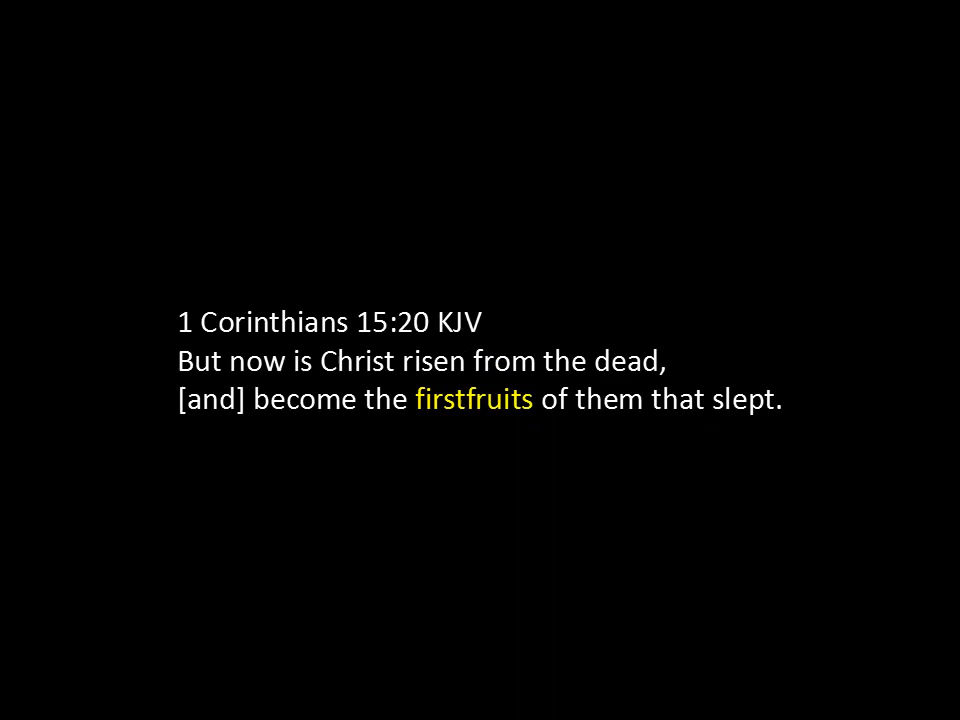 1 Corinthians 15:20 KJV
But now is Christ risen from the dead,
[and] become the firstfruits of them that slept.